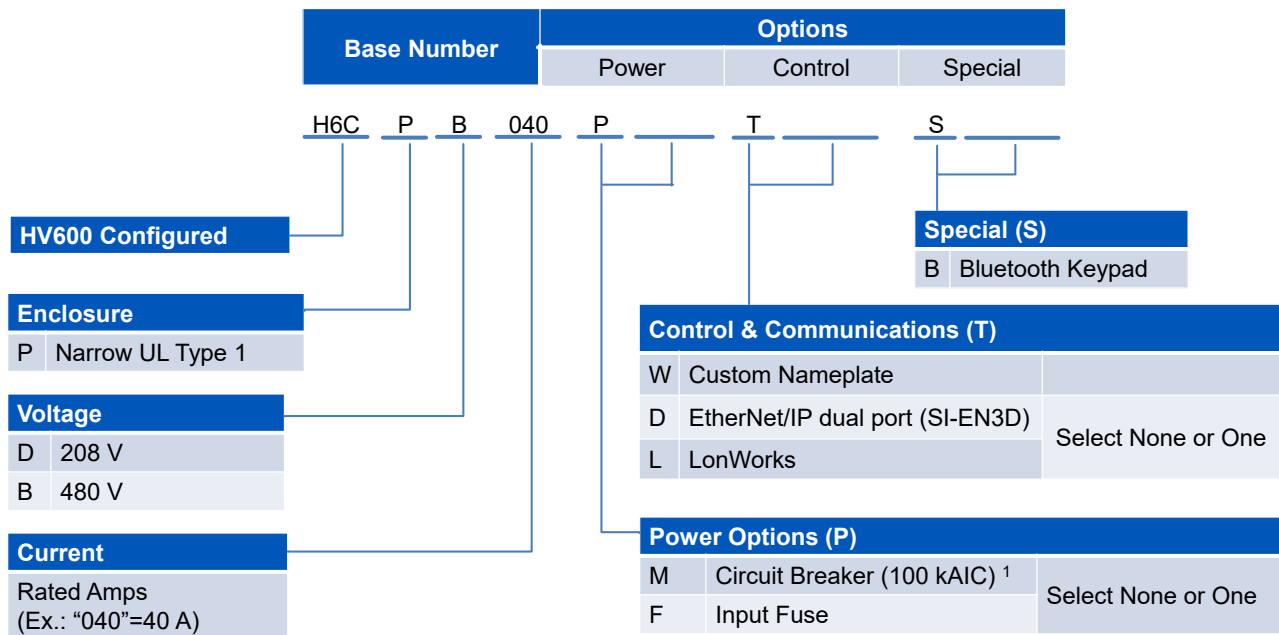 Base Number
Options
Power Control Special
H6C P B 040 P T S
HV600 Configured
Special (S)
B Bluetooth Keypad
Enclosure
P Narrow UL Type 1
Control & Communications (T)
W Custom Nameplate
D EtherNet/IP dual port (SI-EN3D)
Select None or One
L LonWorks
Voltage
D 208 V
B 480 V
Current
Rated Amps
(Ex.: “040”=40 A)
Power Options (P)
M Circuit Breaker (100 kAIC) ¹
Select None or One
F Input Fuse